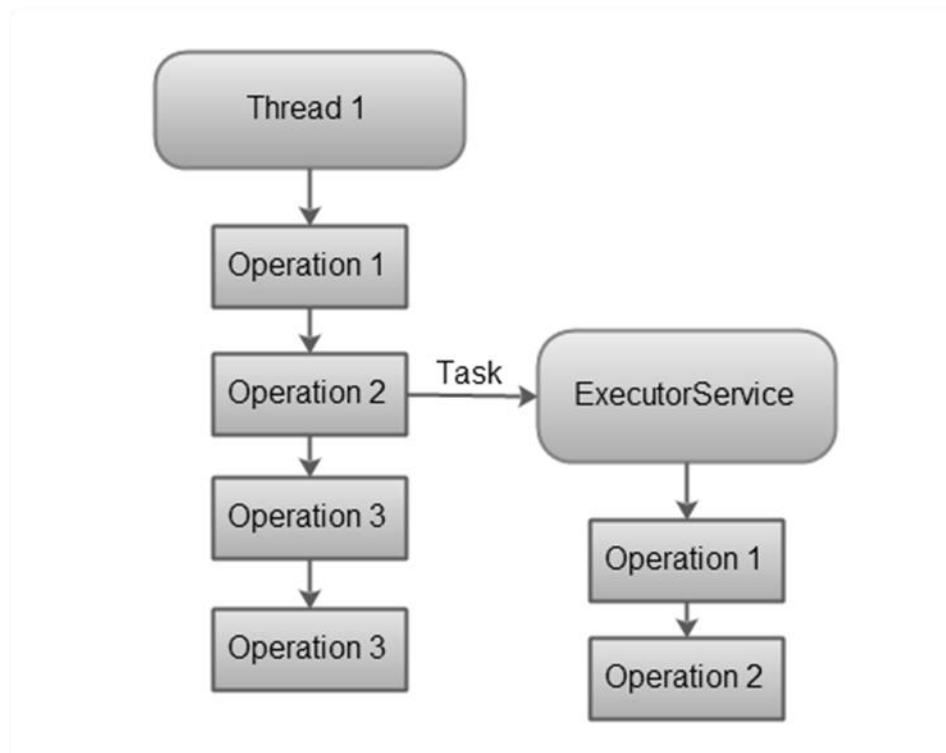 Thread 1
Operation 1
Operation 2
Task
ExecutorService
Operation 3
Operation 1
Operation 3
Operation 2